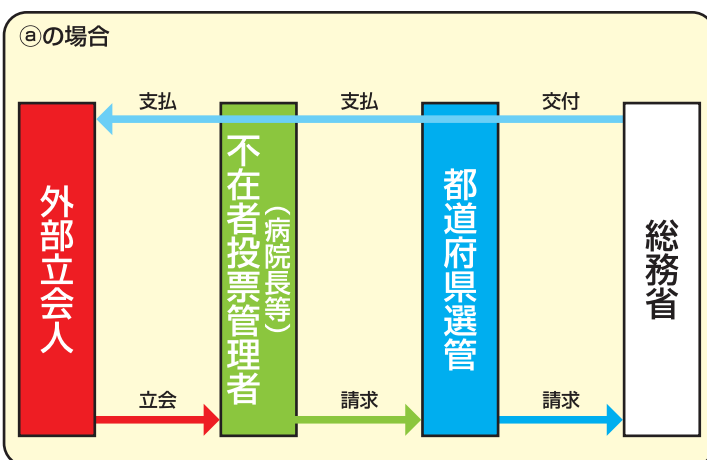 ⓐの場合
支払
支払
交付
外部立会人
不在者投票管理者
（病院長等）
都道府県選管
総務省
立会
請求
請求